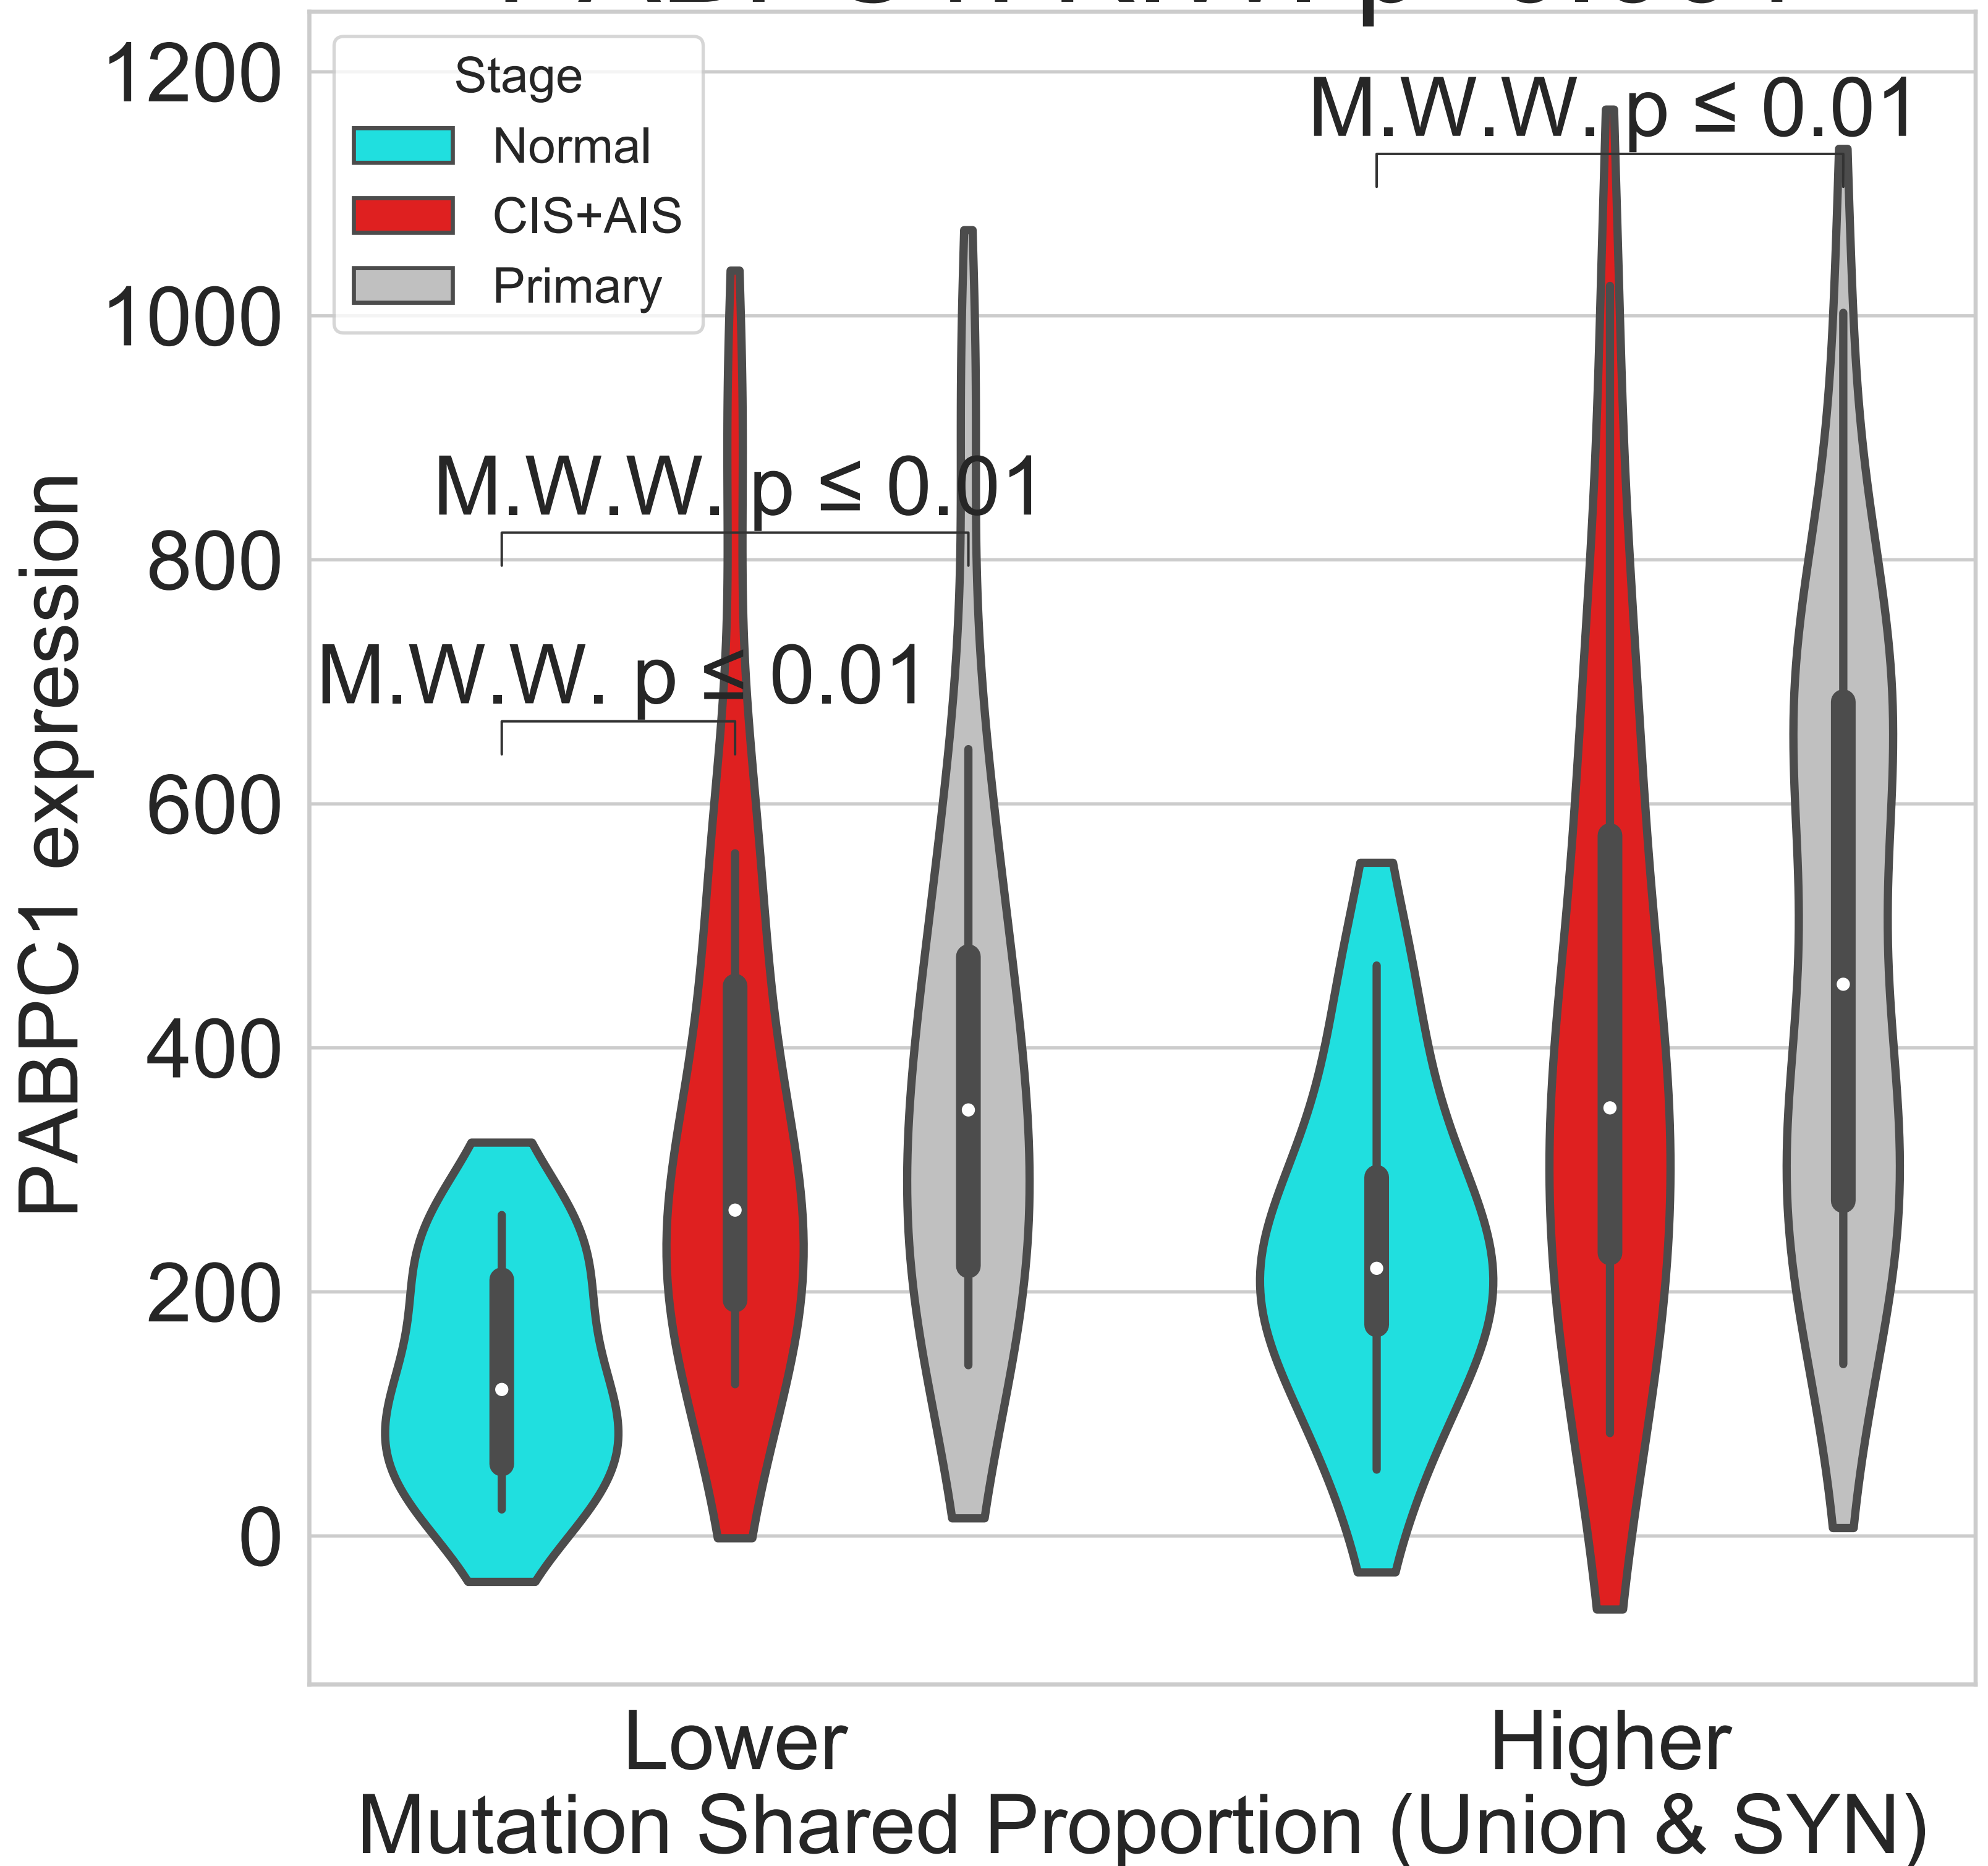 1200
1000
800
600
400
200
0
PABPC1 expression
Stage
Normal
CIS+AIS
Primary
M.W.W. p ≤ 0.01
M.W.W. p ≤ 0.01
M.W.W. p ≤ 0.01
Lower
Higher
Mutation Shared Proportion (Union & SYN)